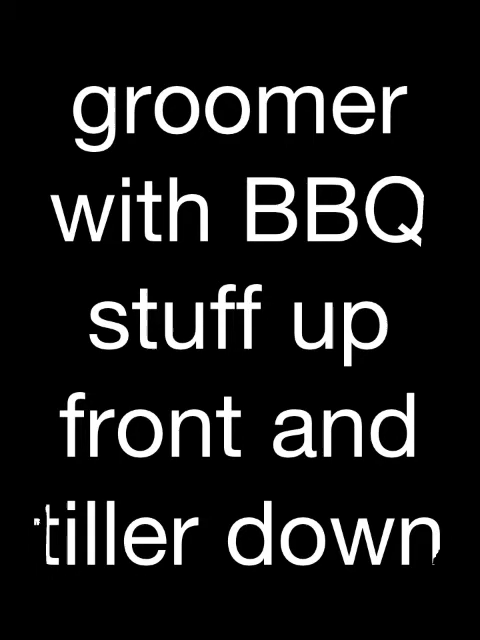 groomer
with BBQ
stuff up
front and
tiller down